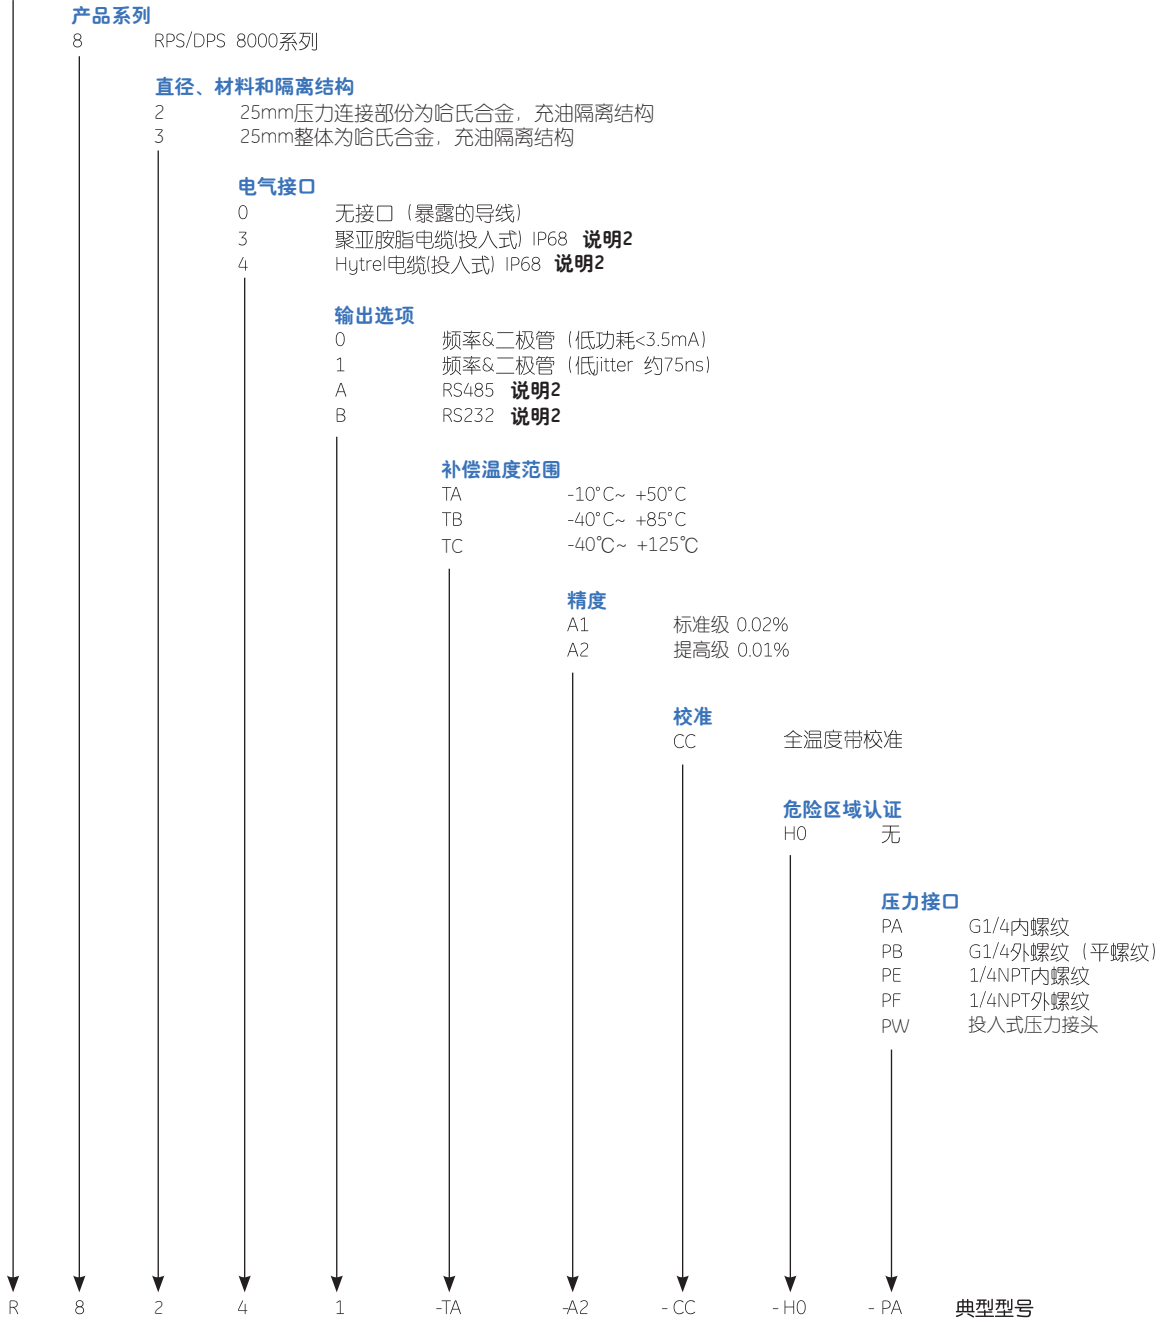 产品系列
8 RPS/DPS 8000系列
直径、材料和隔离结构
2 25mm压力连接部份为哈氏合金，充油隔离结构
3 25mm整体为哈氏合金，充油隔离结构
电气接口
0 无接口（暴露的导线）
3 聚亚胺脂电缆(投入式) IP68 说明2
4 Hytrel电缆(投入式) IP68 说明2
输出选项
0 频率&二极管（低功耗<3.5mA）
1 频率&二极管（低jitter 约75ns）
A RS485 说明2
B RS232 说明2
补偿温度范围
TA -10°C~ +50°C
TB -40°C~ +85°C
TC -40℃~ +125℃
精度
A1 标准级 0.02%
A2 提高级 0.01%
校准
CC 全温度带校准
危险区域认证
H0 无
压力接口
PA G1/4内螺纹
PB G1/4外螺纹（平螺纹）
PE 1/4NPT内螺纹
PF 1/4NPT外螺纹
PW 投入式压力接头
R 8 2 4 1 -TA -A2 - CC - H0 - PA 典型型号